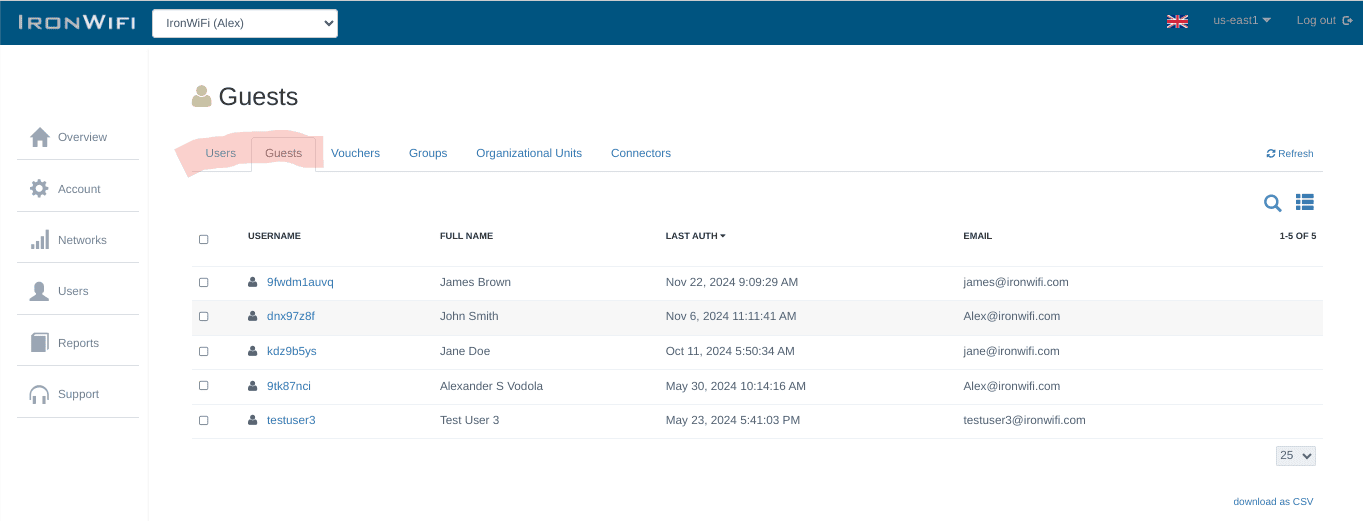 IRONWIFI IronWiFi (Alex) us-east1 Log out
Guests
Overview
Account
Networks
Users
Reports
Support
Users Guests Vouchers Groups Organizational Units Connectors Refresh
USERNAME FULL NAME LAST AUTH EMAIL 1-5 OF 5
9fwdm1auvq James Brown Nov 22, 2024 9:09:29 AM james@ironwifi.com
dnx97z8f John Smith Nov 6, 2024 11:11:41 AM Alex@ironwifi.com
kdz9b5ys Jane Doe Oct 11, 2024 5:50:34 AM jane@ironwifi.com
9tk87nci Alexander S Vodola May 30, 2024 10:14:16 AM Alex@ironwifi.com
testuser3 Test User 3 May 23, 2024 5:41:03 PM testuser3@ironwifi.com
25
download as CSV